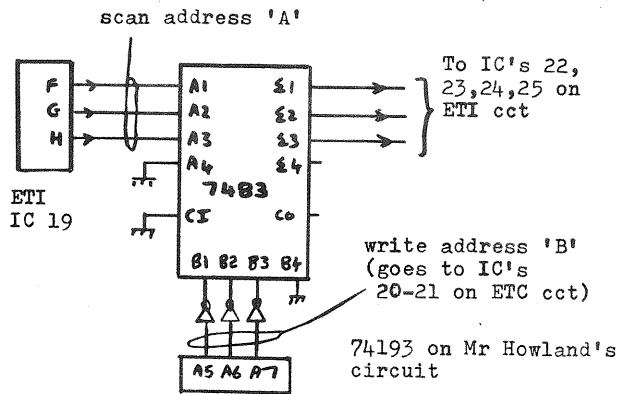 scan address 'A'
F
G
H
ETI
IC 19
A1
A2
A3
A4
CI
7483
Σ1
Σ2
Σ3
Σ4
CO
B1 B2 B3 B4
To IC's 22,
23,24,25 on
ETI cct
write address 'B'
(goes to IC's
20-21 on ETC cct)
A5 A6 A7
74193 on Mr Howland's
circuit